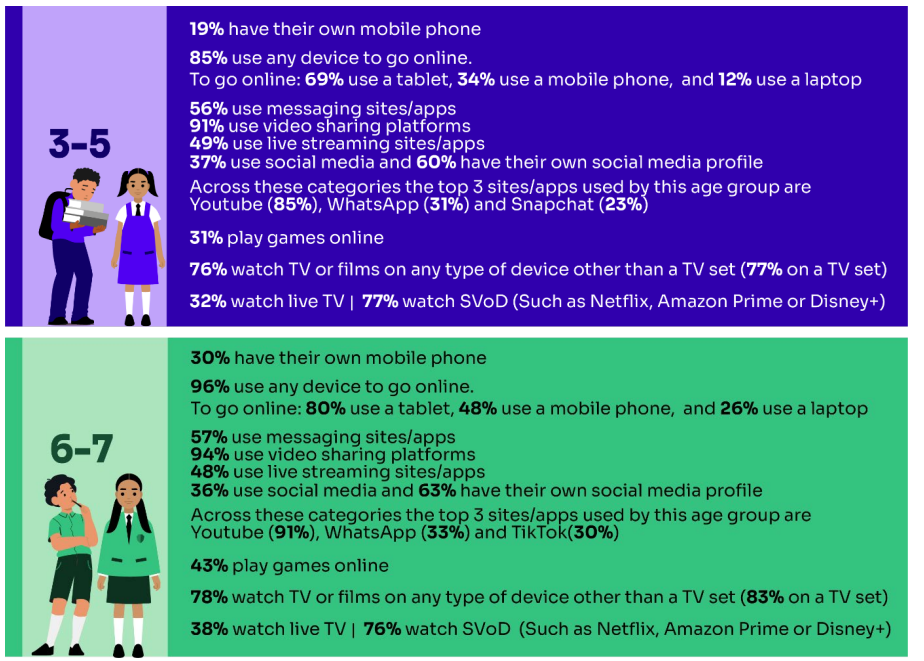 3-5
19% have their own mobile phone
85% use any device to go online.
To go online: 69% use a tablet, 34% use a mobile phone, and 12% use a laptop
56% use messaging sites/apps
91% use video sharing platforms
49% use live streaming sites/apps
37% use social media and 60% have their own social media profile
Across these categories the top 3 sites/apps used by this age group are
Youtube (85%), WhatsApp (31%) and Snapchat (23%)
31% play games online
76% watch TV or films on any type of device other than a TV set (77% on a TV set)
32% watch live TV | 77% watch SVoD (Such as Netflix, Amazon Prime or Disney+)
6-7
30% have their own mobile phone
96% use any device to go online.
To go online: 80% use a tablet, 48% use a mobile phone, and 26% use a laptop
57% use messaging sites/apps
94% use video sharing platforms
48% use live streaming sites/apps
36% use social media and 63% have their own social media profile
Across these categories the top 3 sites/apps used by this age group are
Youtube (91%), WhatsApp (33%) and TikTok(30%)
43% play games online
78% watch TV or films on any type of device other than a TV set (83% on a TV set)
38% watch live TV | 76% watch SVoD (Such as Netflix, Amazon Prime or Disney+)